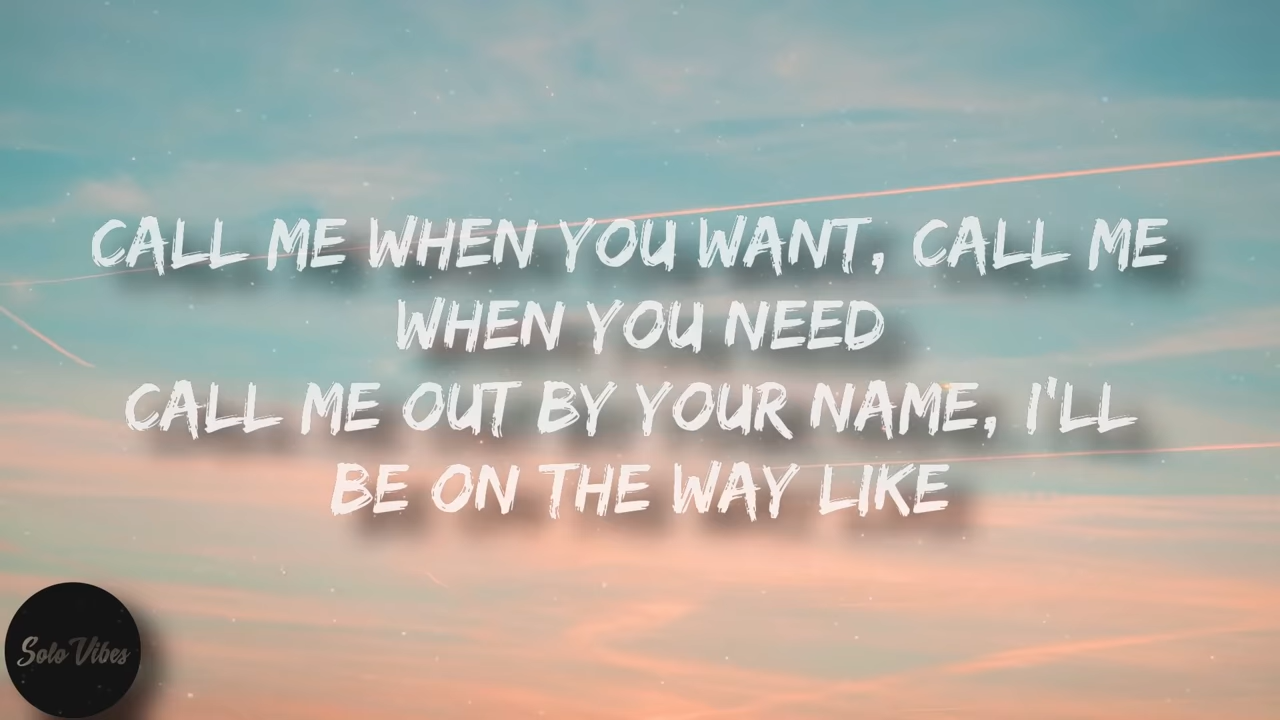 CALL ME WHEN YOU WANT, CALL ME
WHEN YOU NEED
CALL ME OUT BY YOUR NAME, I'LL
BE ON THE WAY LIKE
Solo Vibes